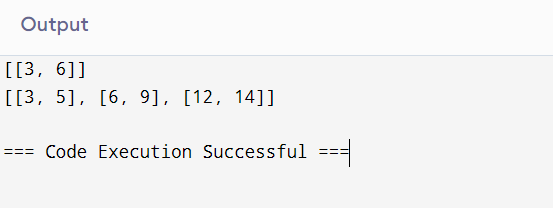 Output
[[3, 6]]
[[3, 5], [6, 9], [12, 14]]
=== Code Execution Successful ===